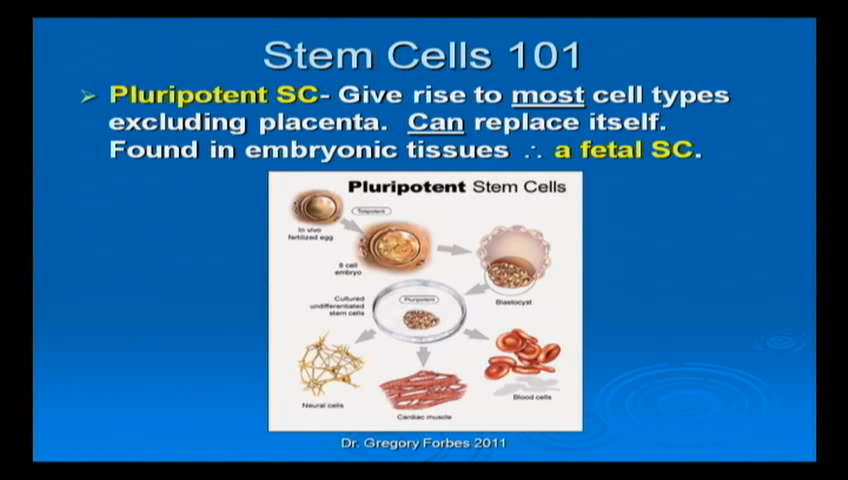 Stem Cells 101
➢ Pluripotent SC- Give rise to most cell types
excluding placenta. Can replace itself.
Found in embryonic tissues ∴ a fetal SC.
Pluripotent Stem Cells
Totipotent
In vivo
fertilized egg
8 cell
embryo
Blastocyst
Cultured
undifferentiated
stem cells
Pluripotent
Neural cells
Cardiac muscle
Blood cells
Dr. Gregory Forbes 2011